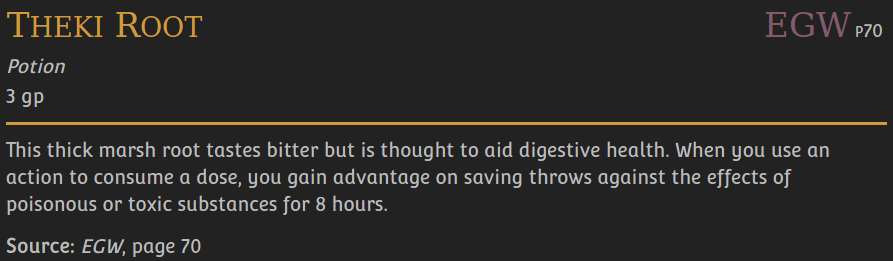 Theki Root EGW p70
Potion
3 gp
This thick marsh root tastes bitter but is thought to aid digestive health. When you use an
action to consume a dose, you gain advantage on saving throws against the effects of
poisonous or toxic substances for 8 hours.
Source: EGW, page 70